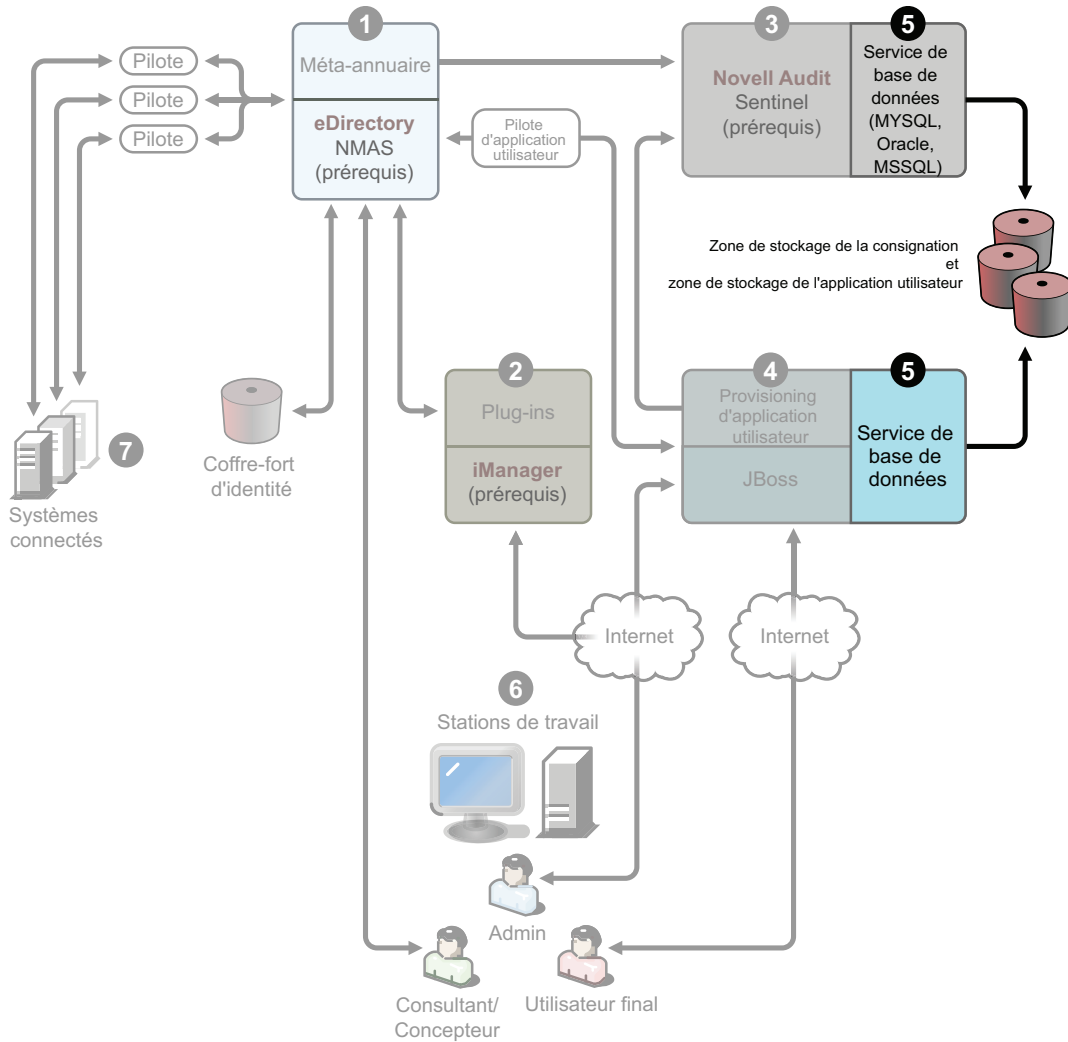 1
Méta-annuaire
eDirectory
NMAS
(prérequis)
Pilote
Pilote
Pilote
Pilote
d'application
utilisateur
3
Novell Audit
Sentinel
(prérequis)
5
Service de
base de
données
(MYSQL,
Oracle,
MSSQL)
Zone de stockage de la consignation
et
zone de stockage de l'application utilisateur
2
Plug-ins
iManager
(prérequis)
4
Provisioning
d'application
utilisateur
JBoss
5
Service de
base de
données
7
Systèmes
connectés
Coffre-fort
d'identité
Internet
Internet
6
Stations de travail
Admin
Consultant/
Concepteur
Utilisateur final